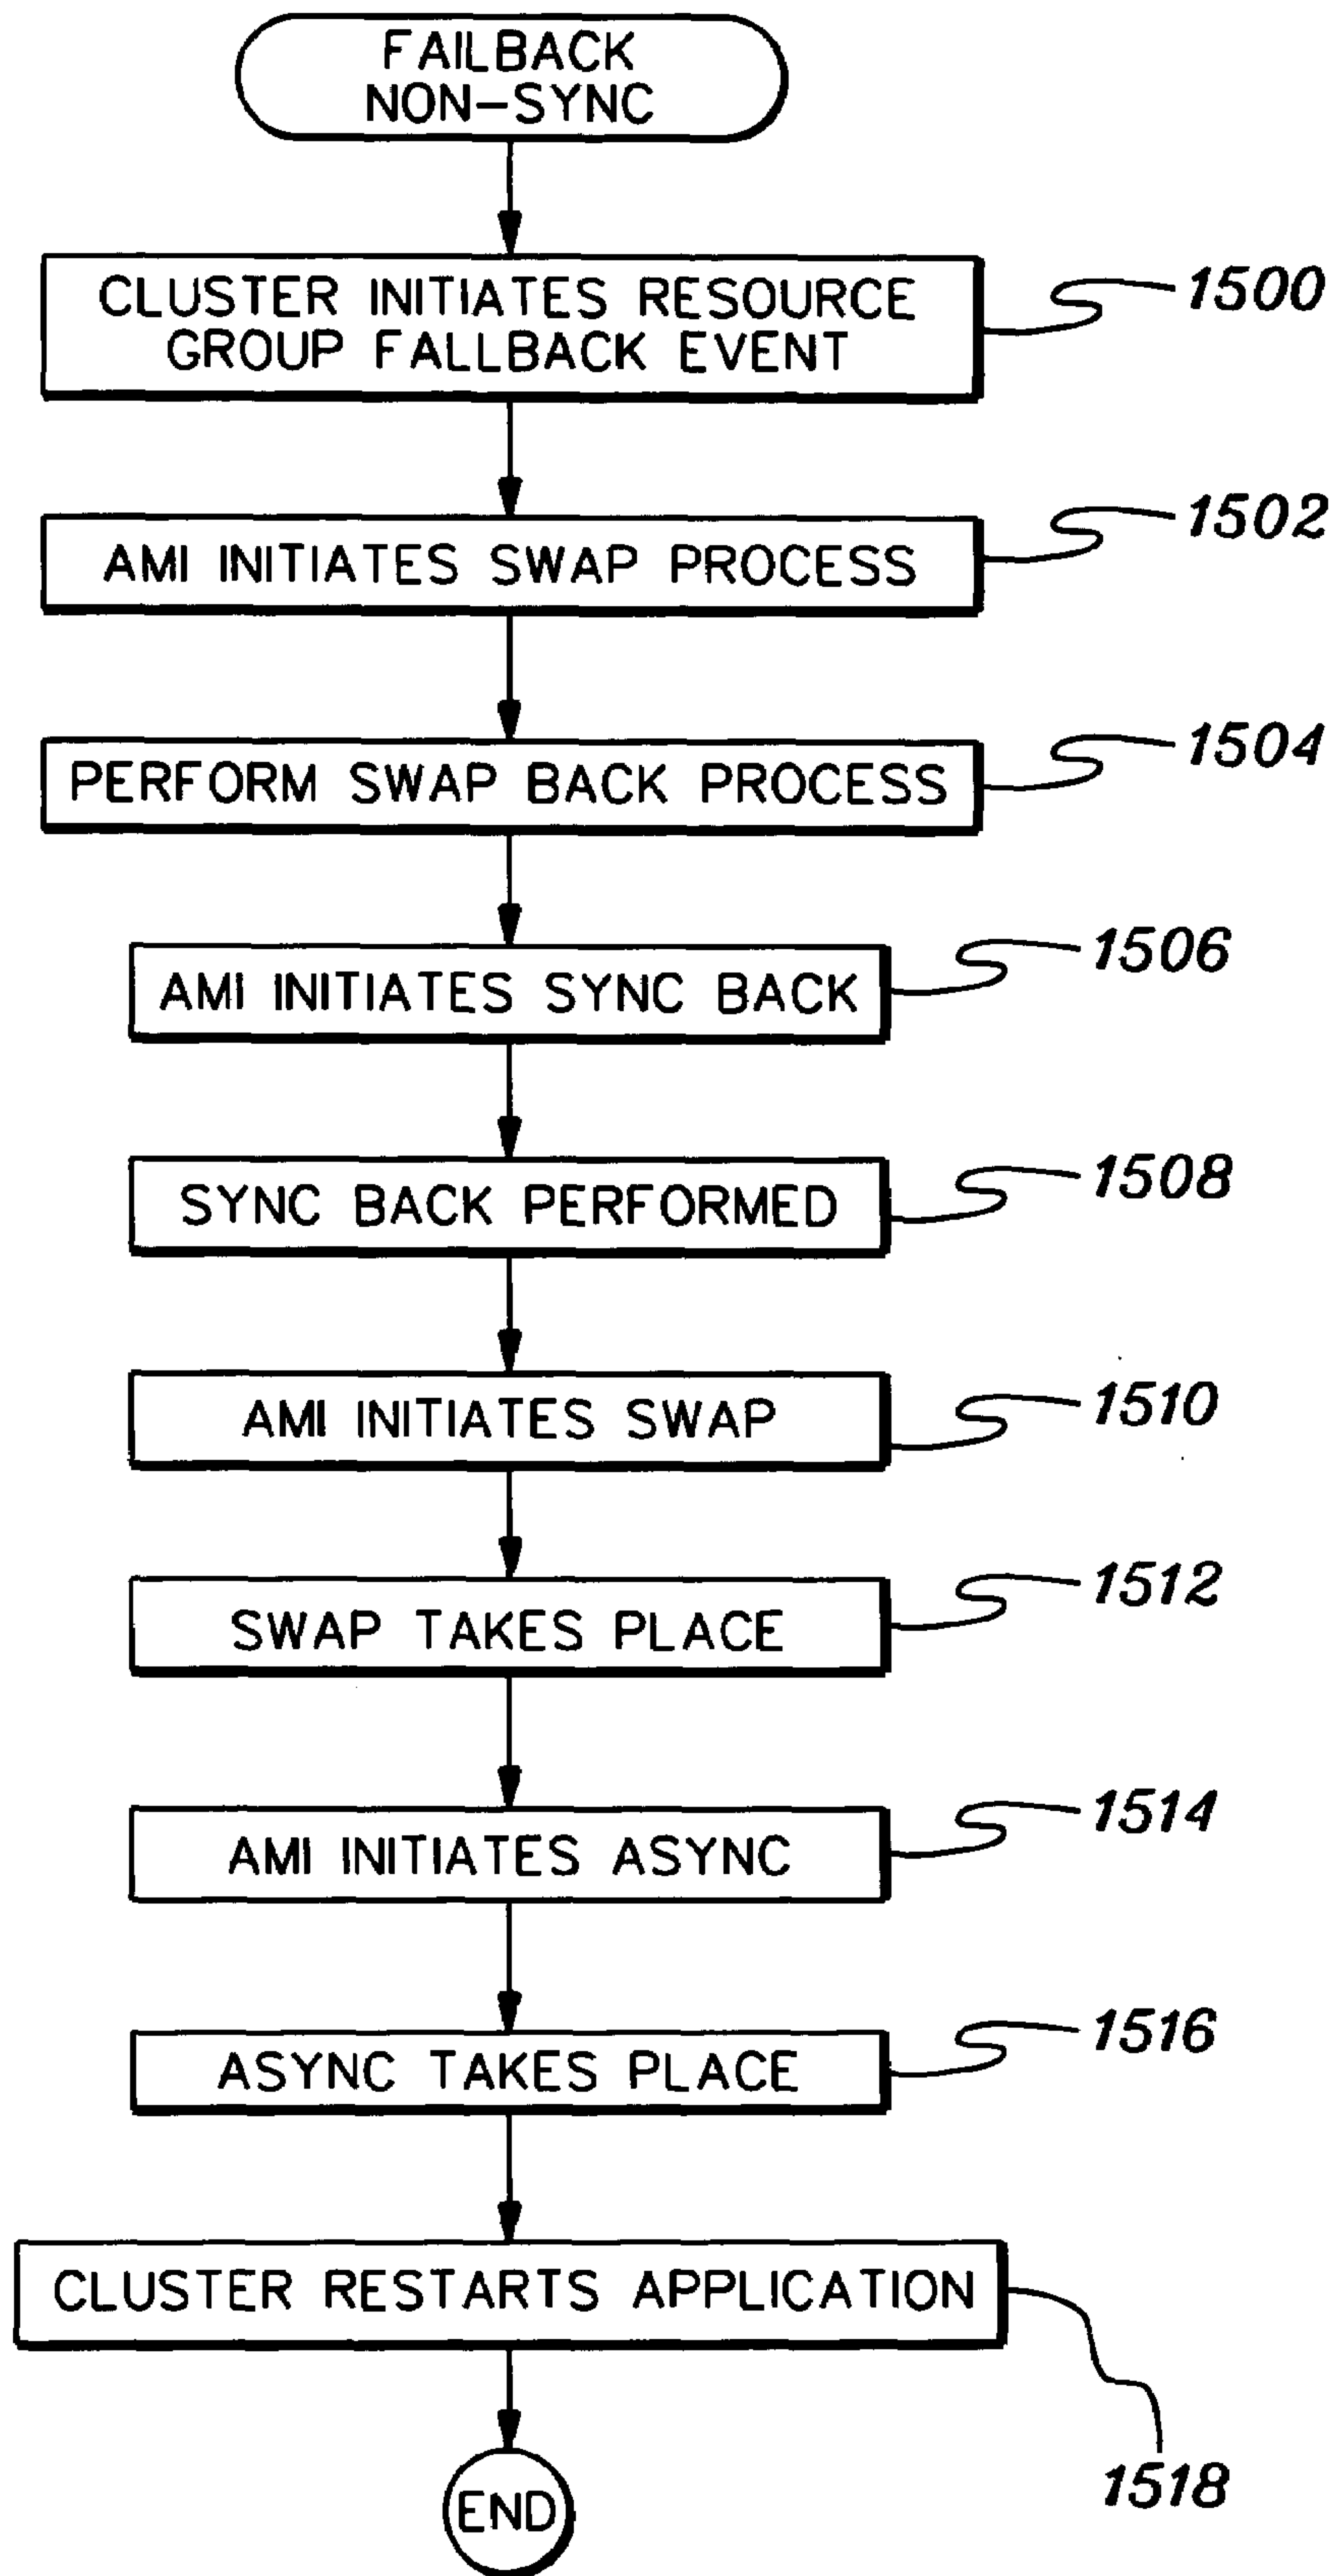 FAILBACK
NON-SYNC
CLUSTER INITIATES RESOURCE
GROUP FALLBACK EVENT
1500
AMI INITIATES SWAP PROCESS
1502
PERFORM SWAP BACK PROCESS
1504
AMI INITIATES SYNC BACK
1506
SYNC BACK PERFORMED
1508
AMI INITIATES SWAP
1510
SWAP TAKES PLACE
1512
AMI INITIATES ASYNC
1514
ASYNC TAKES PLACE
1516
CLUSTER RESTARTS APPLICATION
1518
END